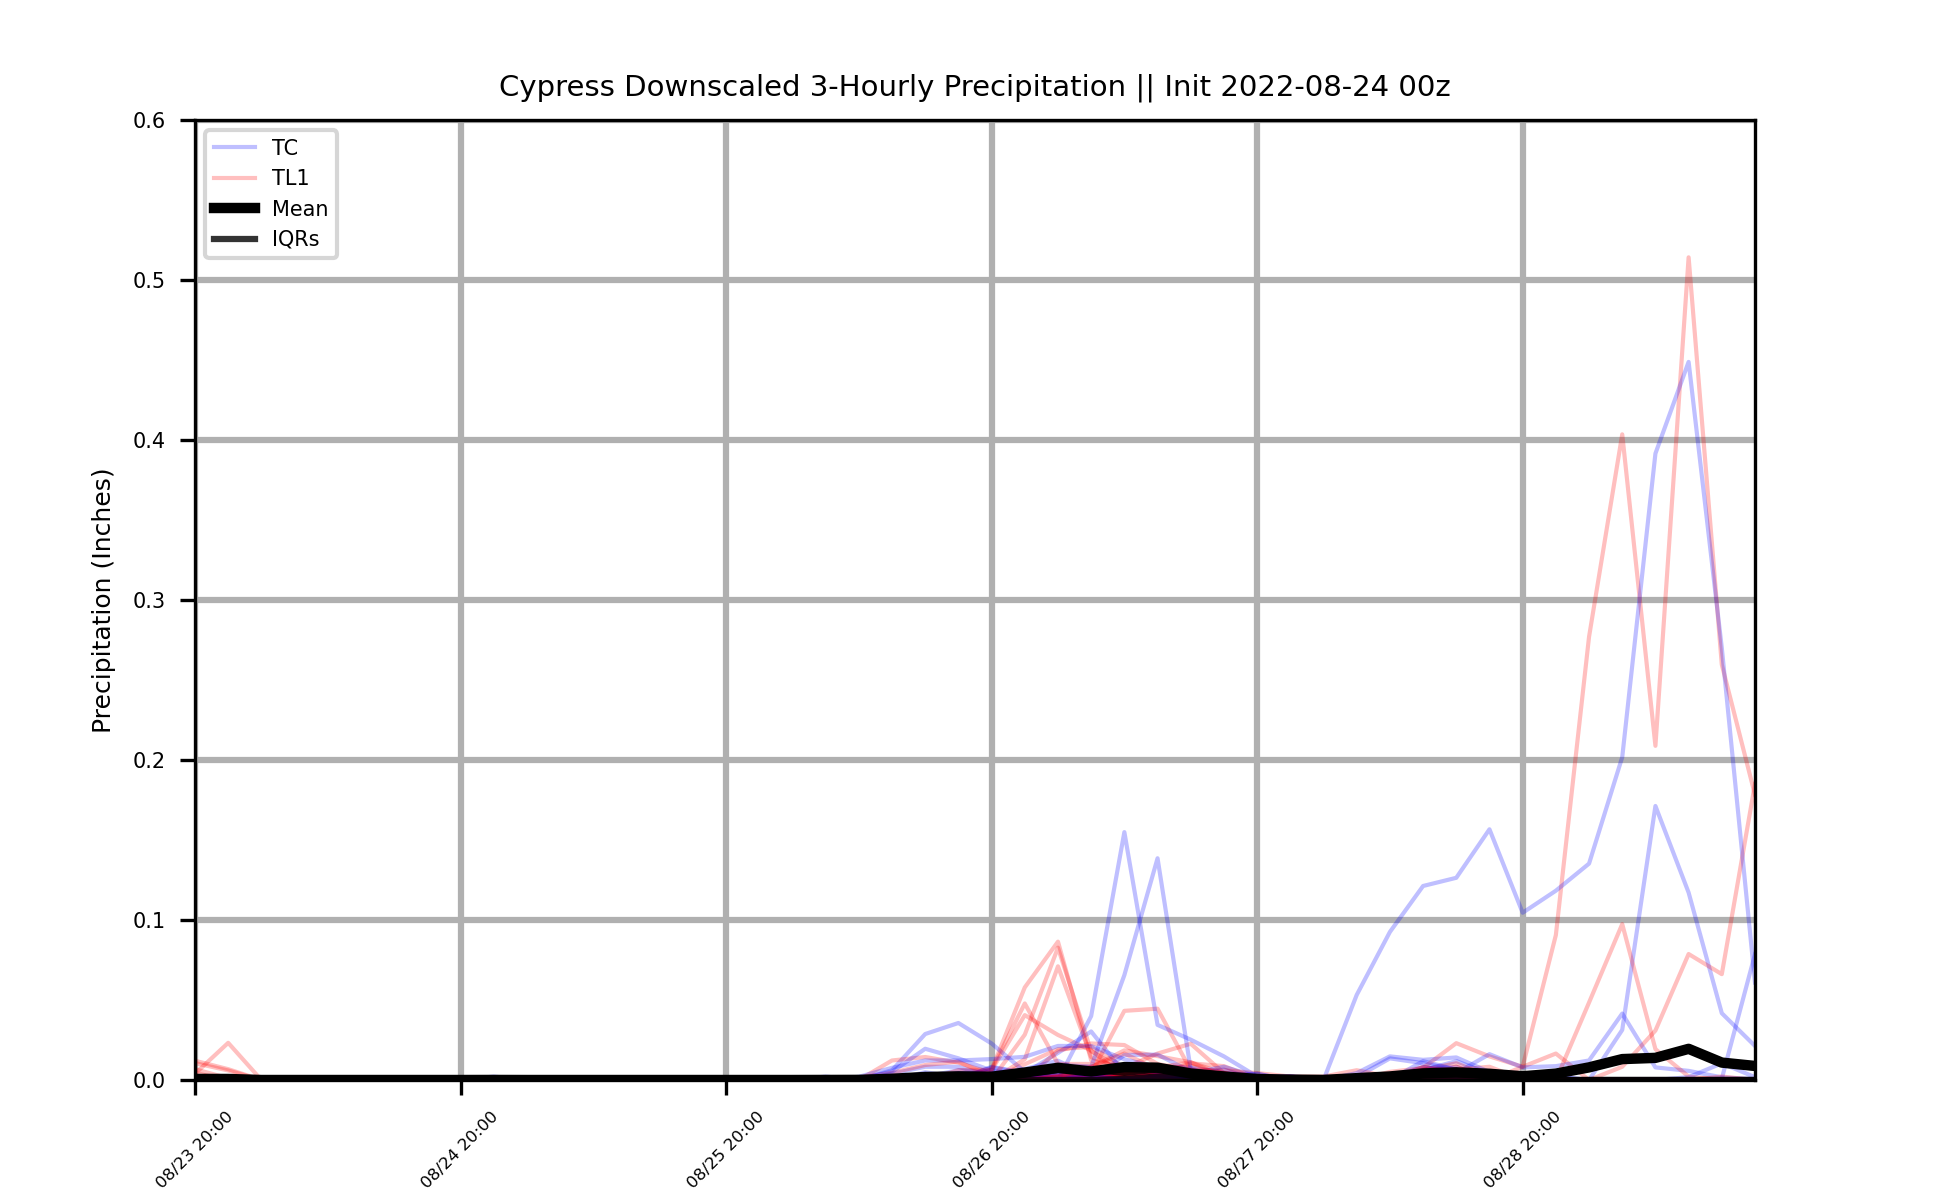 Cypress Downscaled 3-Hourly Precipitation || Init 2022-08-24 00z
TC
TL1
Mean
IQRs
Precipitation (Inches)
0.6
0.5
0.4
0.3
0.2
0.1
0.0
08/23 20:00
08/24 20:00
08/25 20:00
08/26 20:00
08/27 20:00
08/28 20:00